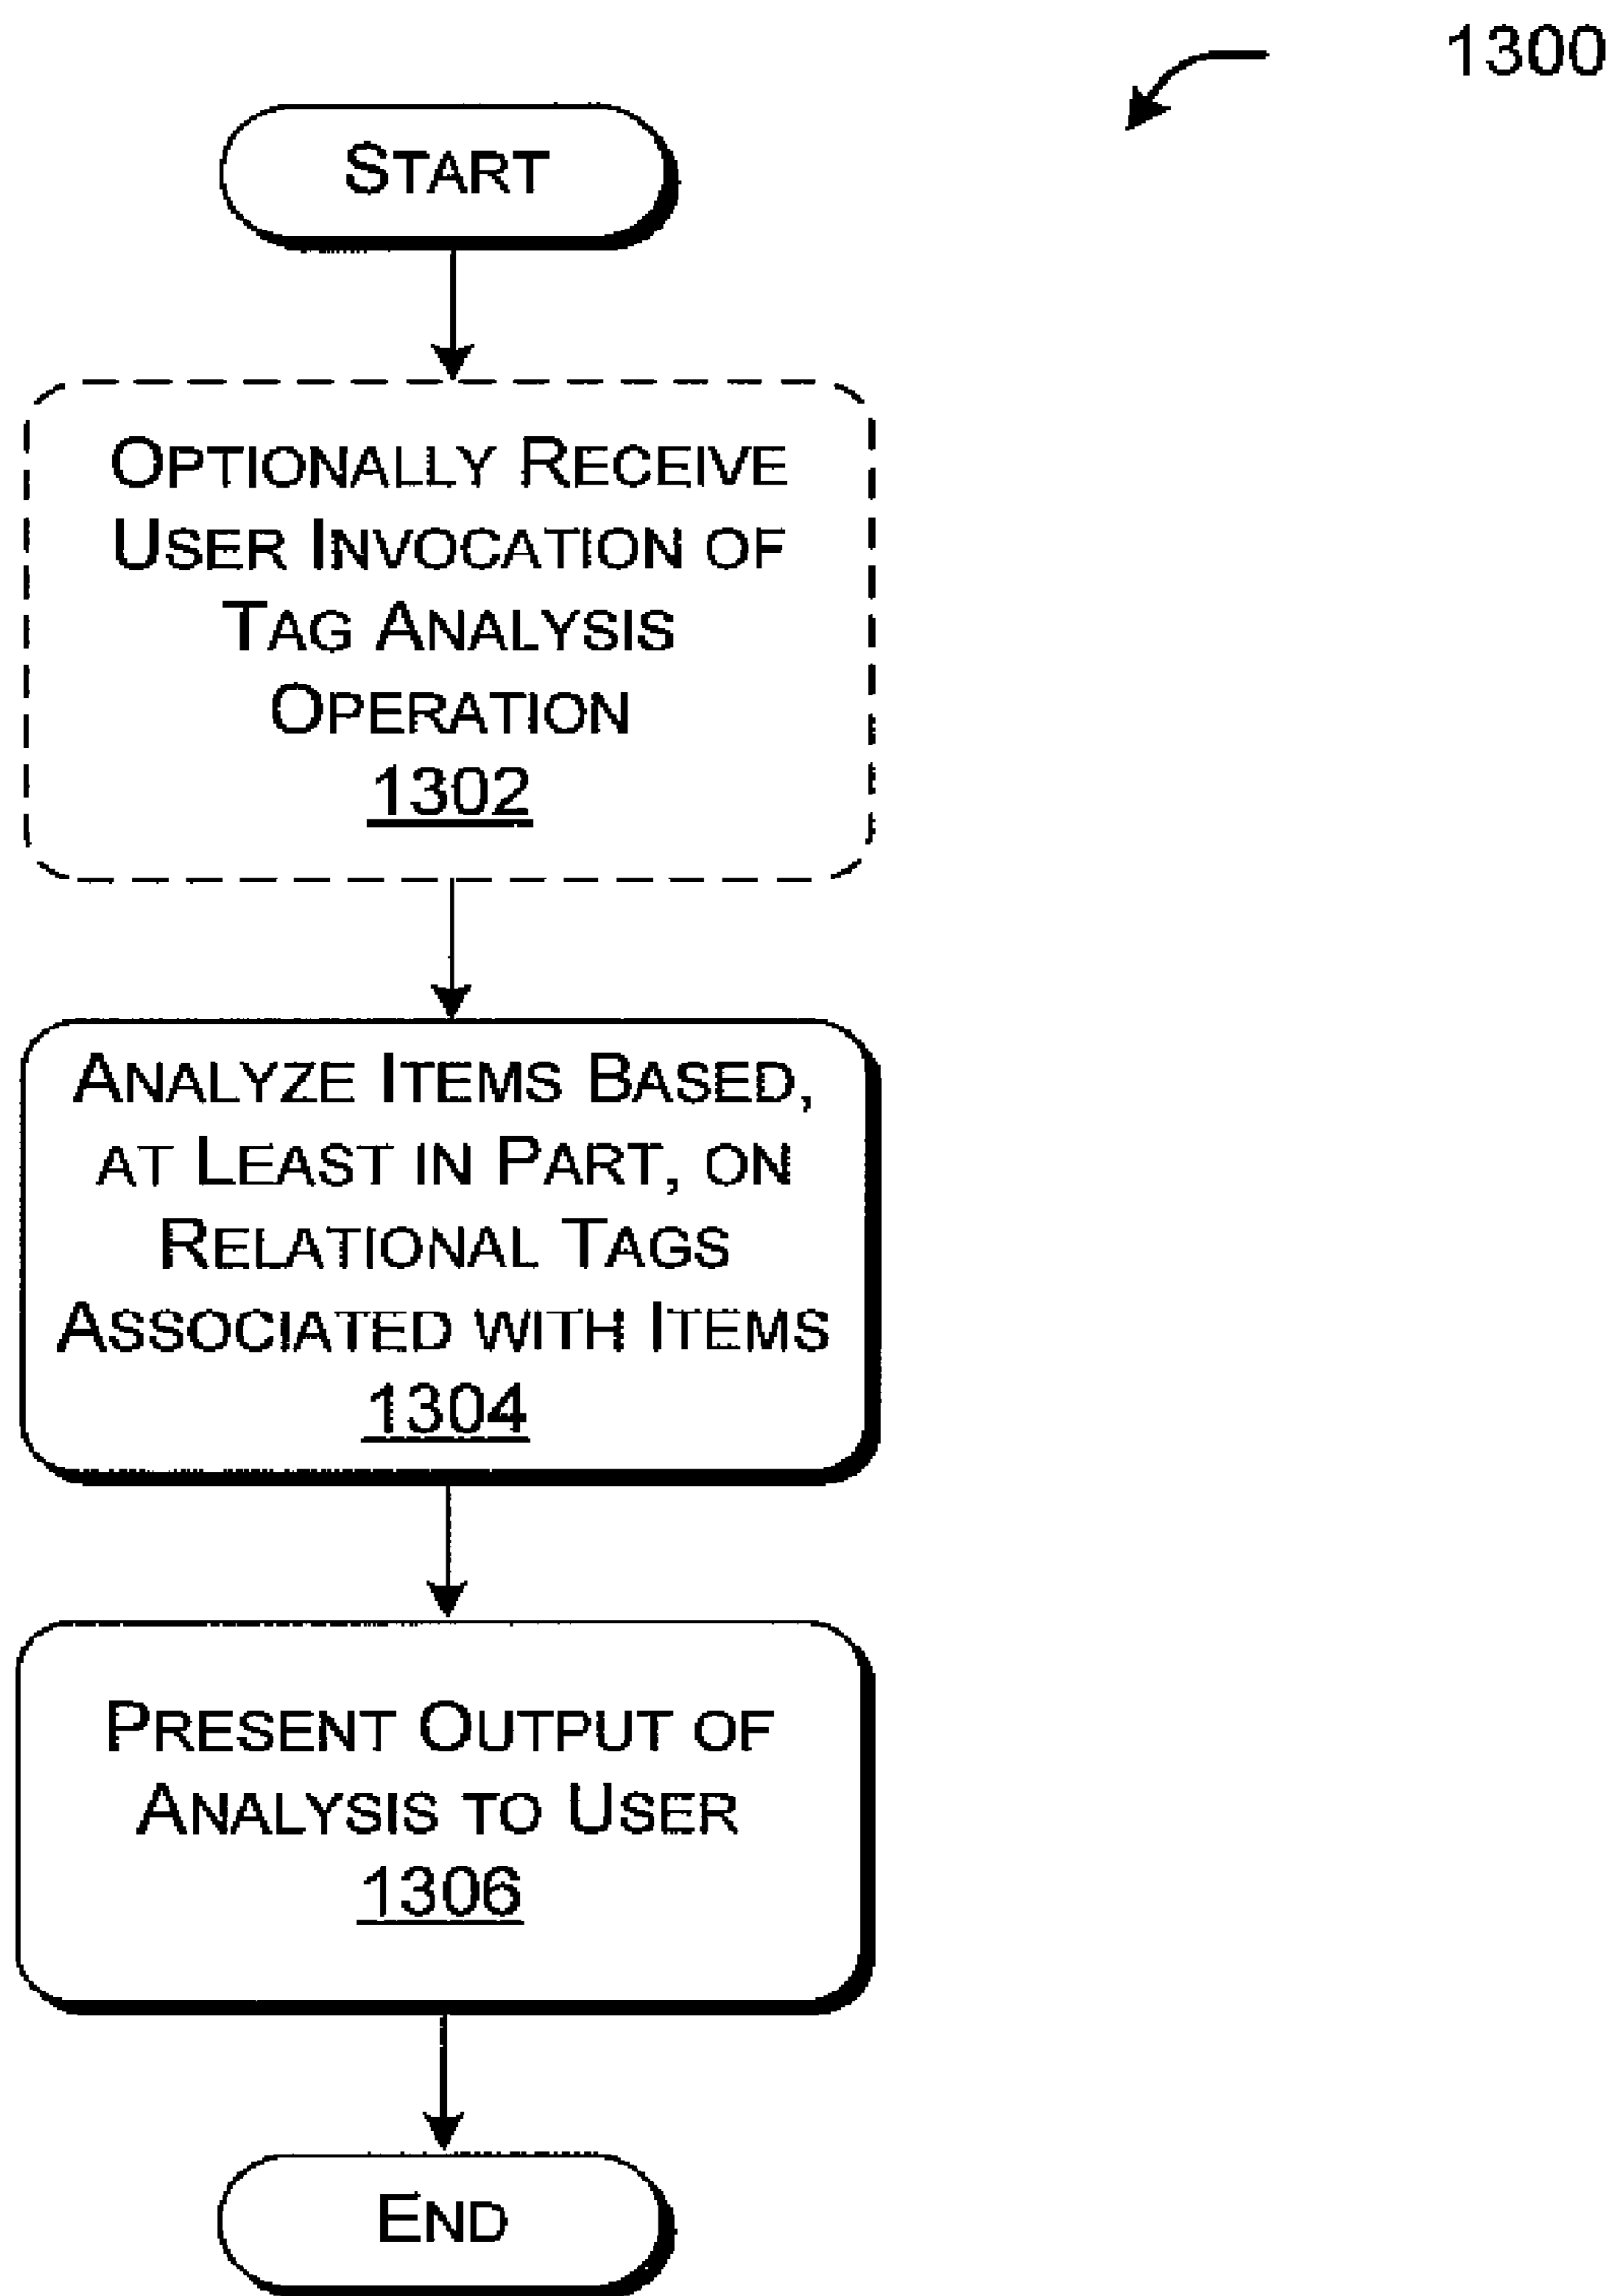 1300
START
OPTIONALLY RECEIVE
USER INVOCATION OF
TAG ANALYSIS
OPERATION
1302
ANALYZE ITEMS BASED,
AT LEAST IN PART, ON
RELATIONAL TAGS
ASSOCIATED WITH ITEMS
1304
PRESENT OUTPUT OF
ANALYSIS TO USER
1306
END